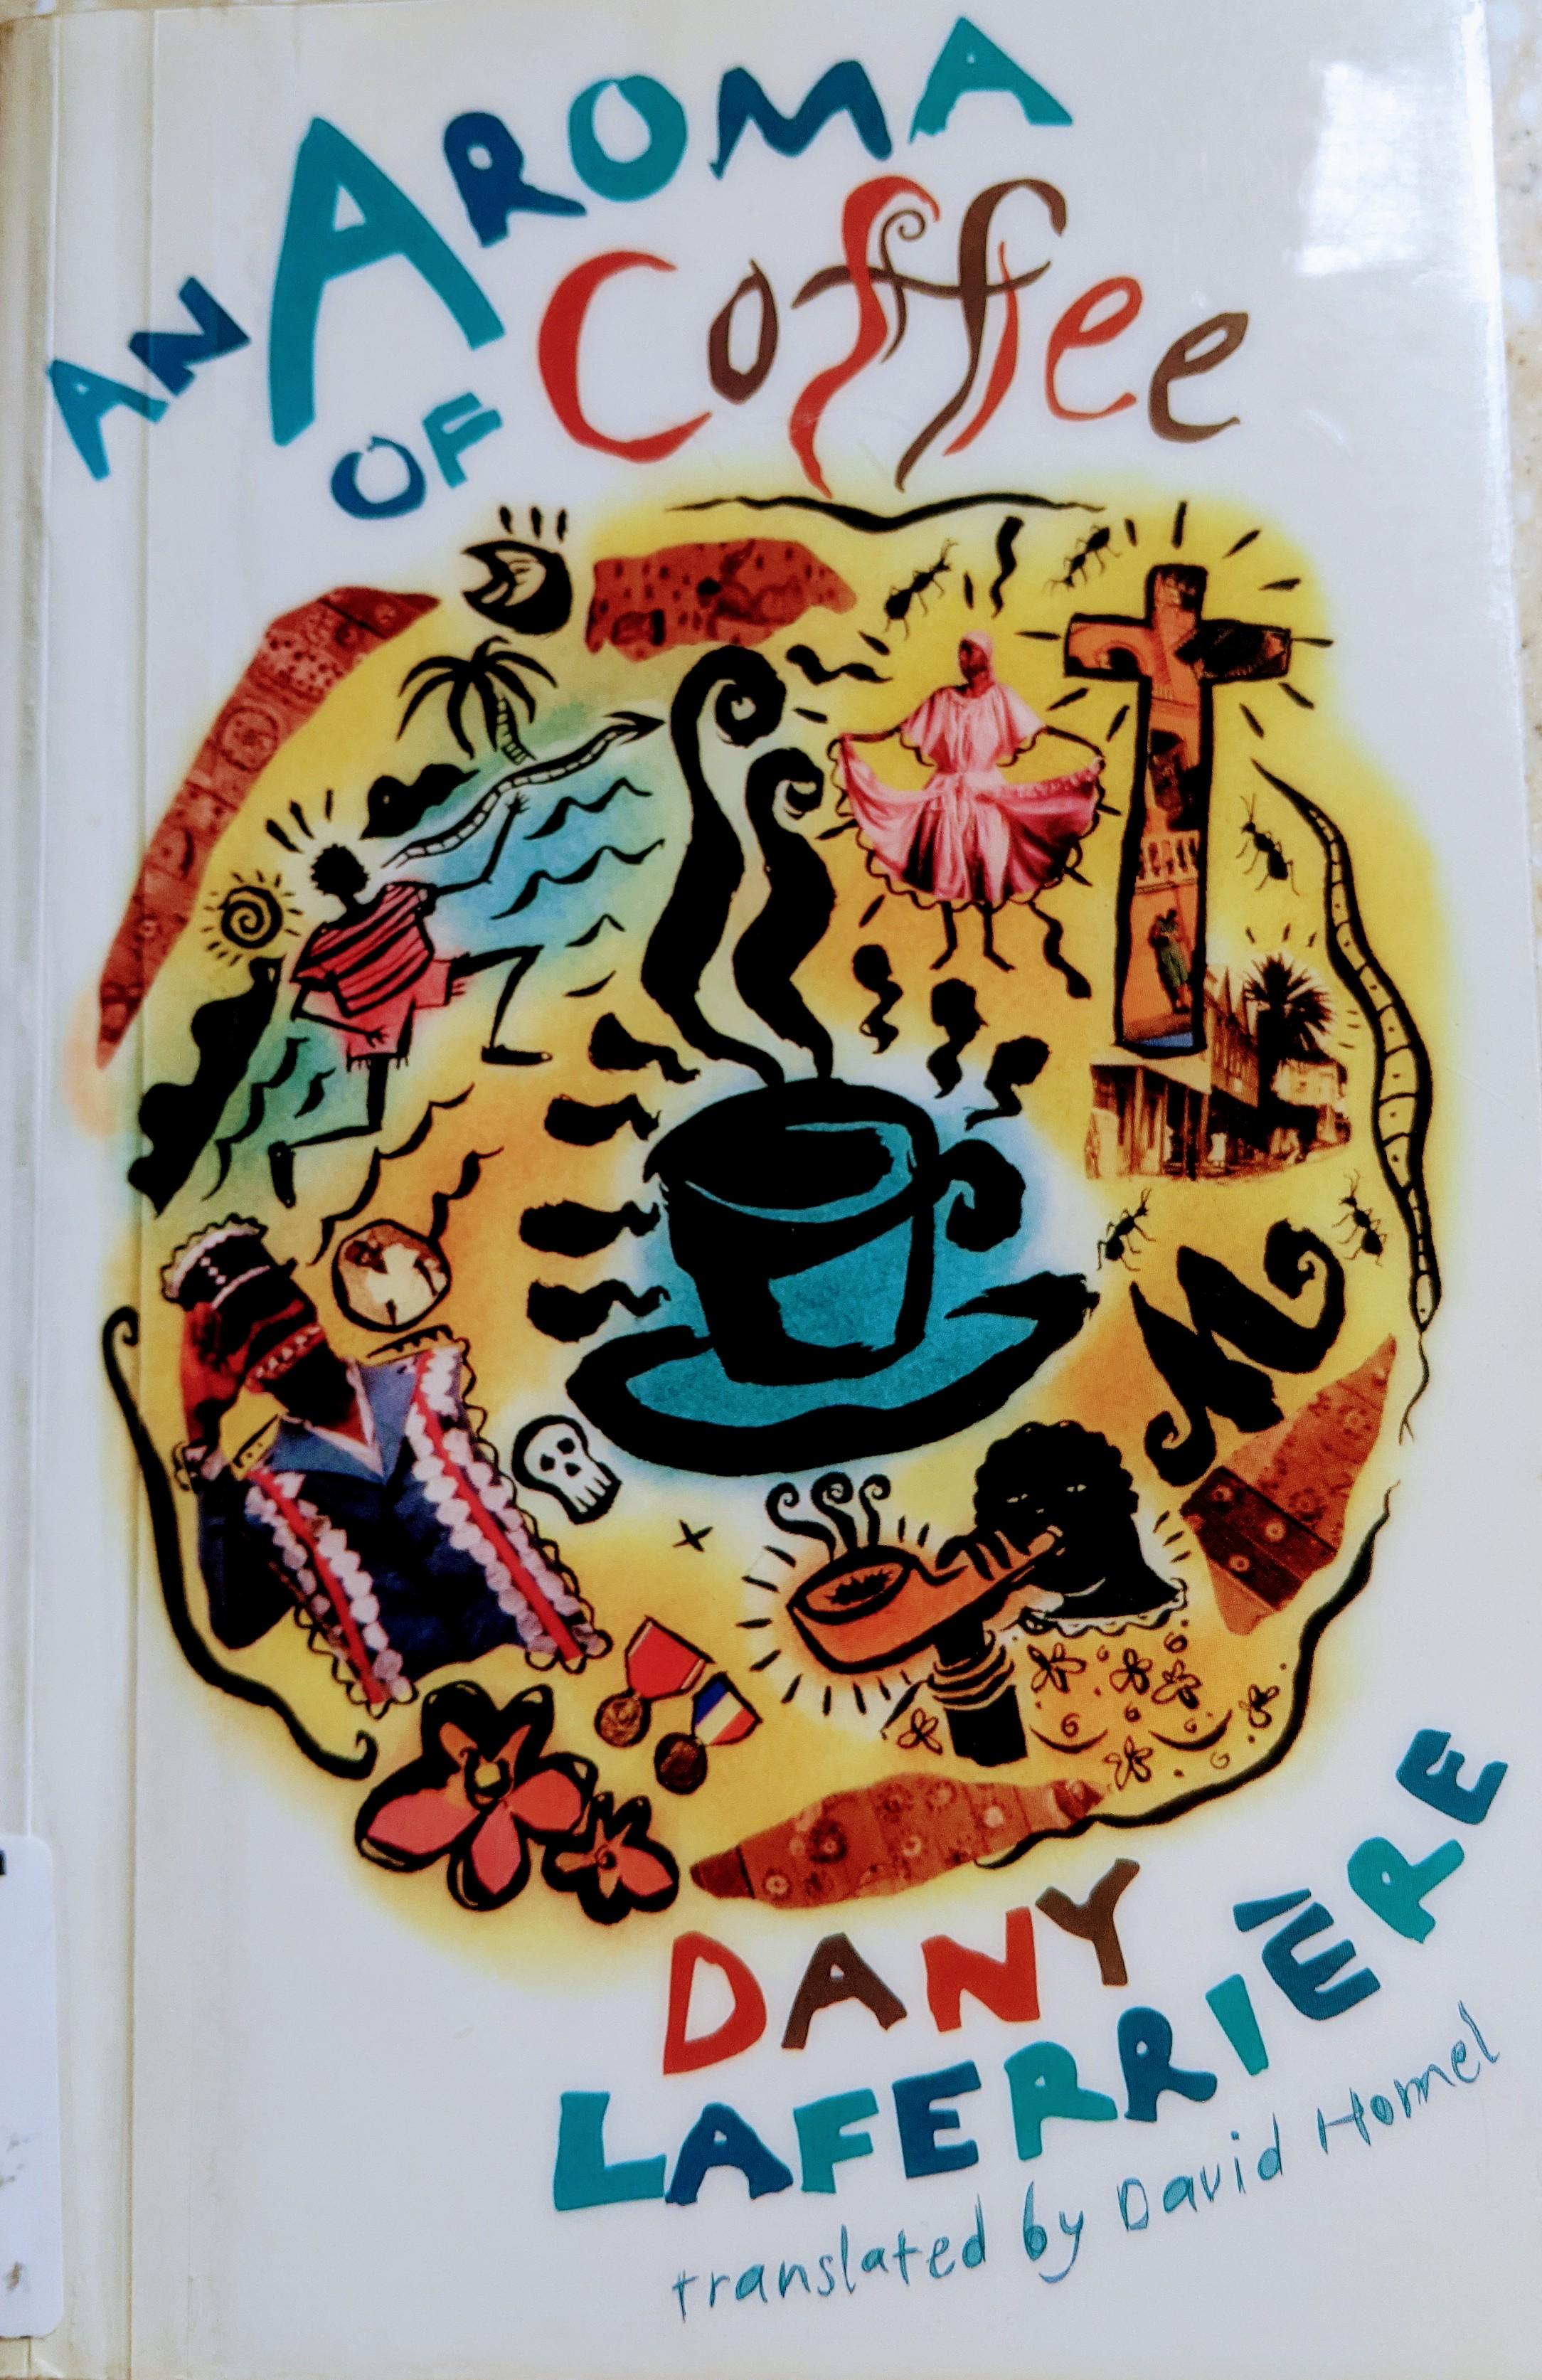 AN AROMA
OF Coffee
M
DANY
LAFERRIÈRE
translated by David Homel